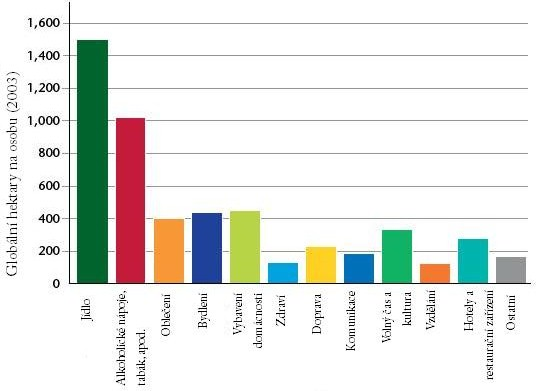 Globální hektary na osobu (2003)
1,600
1,400
1,200
1,000
800
600
400
200
0
Jídlo
Alkoholické nápoje,
tabák, apod.
Oblečení
Bydlení
Vybavení
domácností
Zdraví
Doprava
Komunikace
Volný čas a
kultura
Vzdělání
Hotely a
restaurační zařízení
Ostatní